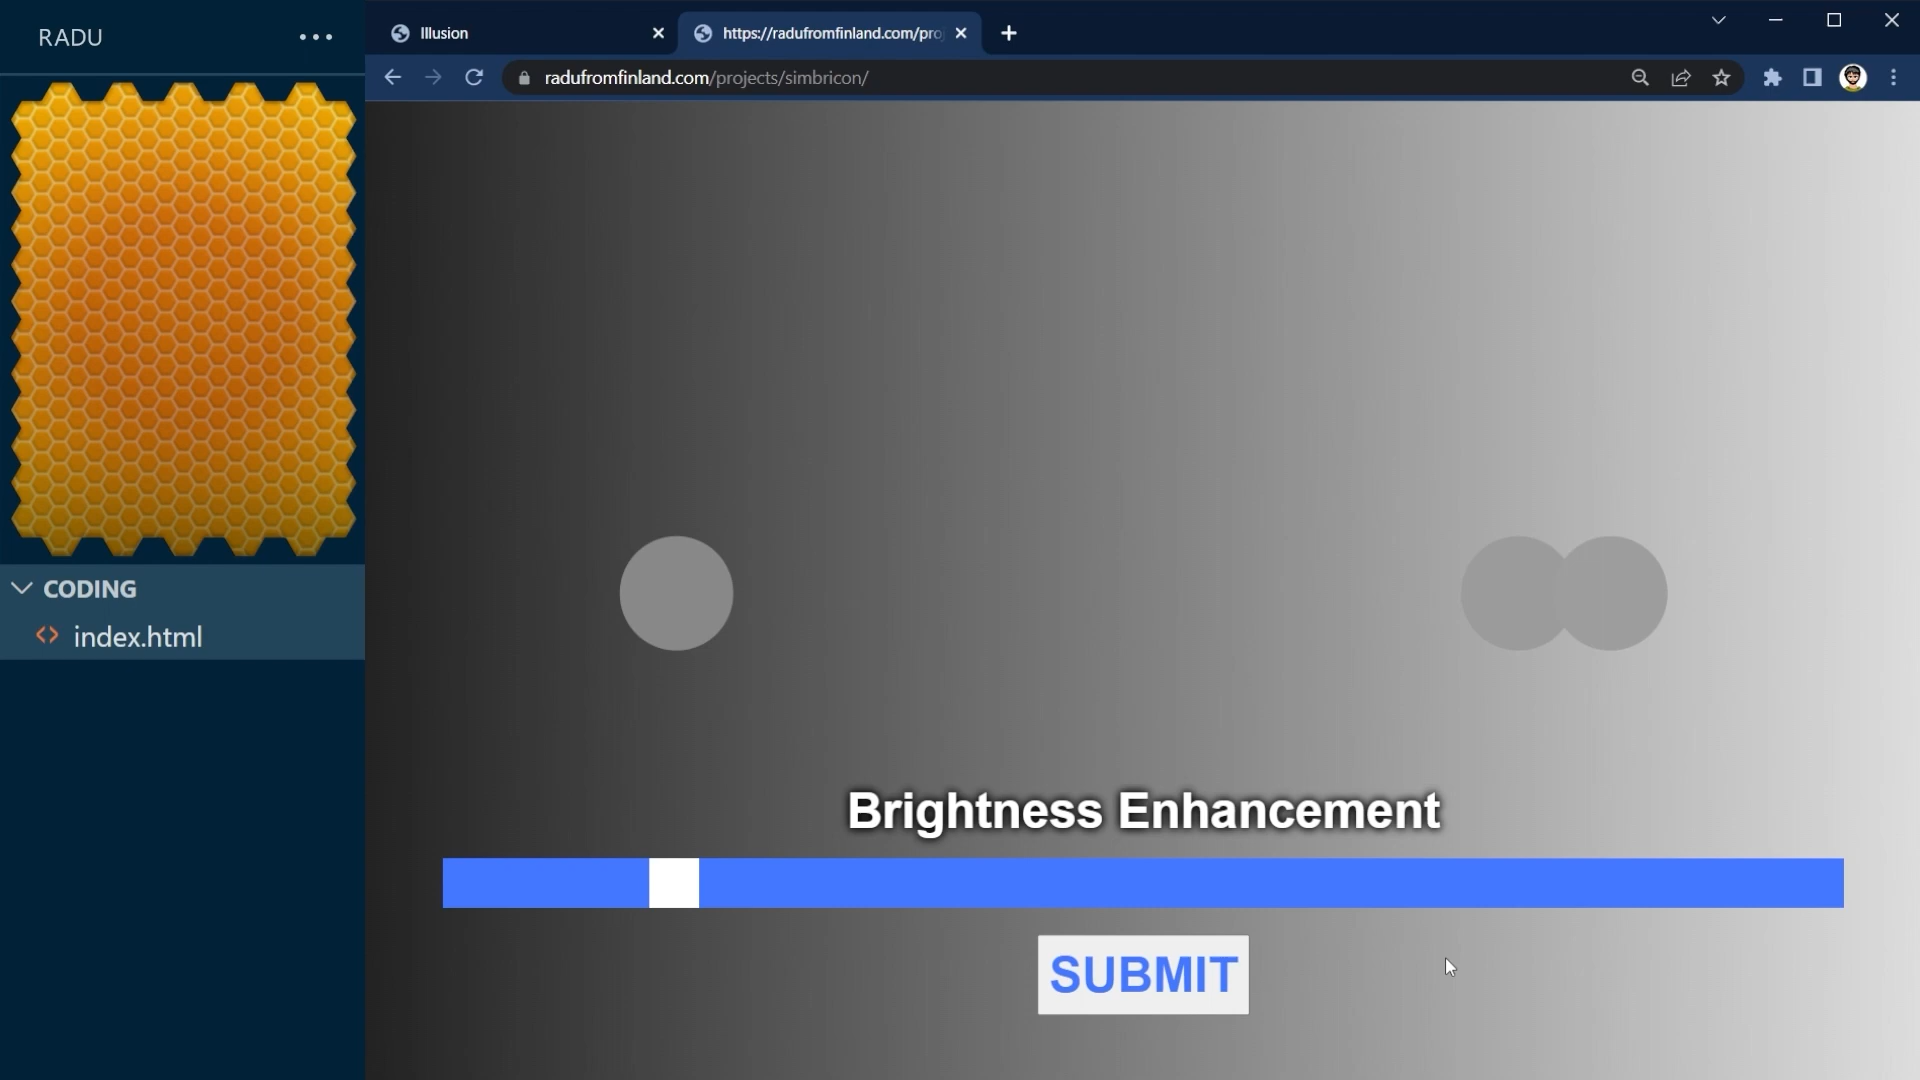 RADU
Illusion
https://radufromfinland.com/pro
radufromfinland.com/projects/simbricon/
CODING
index.html
Brightness Enhancement
SUBMIT